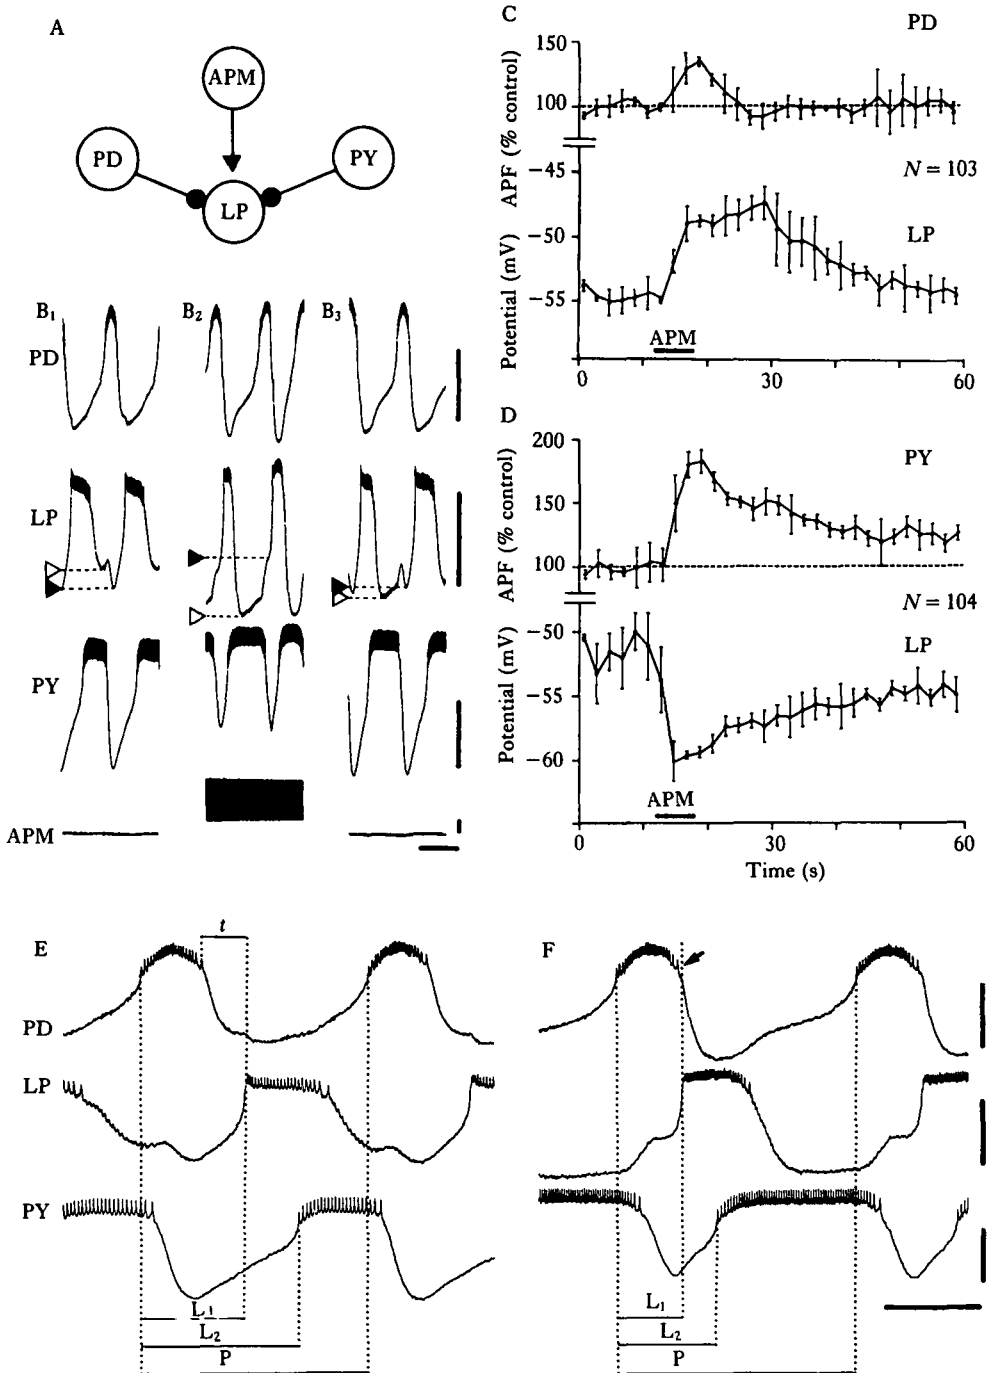 A
APM
PD
PY
LP
B₁
B₂
B₃
PD
LP
PY
APM
C
PD
150
100
APF (% control)
N = 103
−45
−50
−55
Potential (mV)
LP
APM
0
30
60
D
PY
200
150
100
APF (% control)
N = 104
−50
−55
−60
Potential (mV)
LP
APM
0
30
60
Time (s)
E
t
PD
LP
PY
L₁
L₂
P
F
L₁
L₂
P